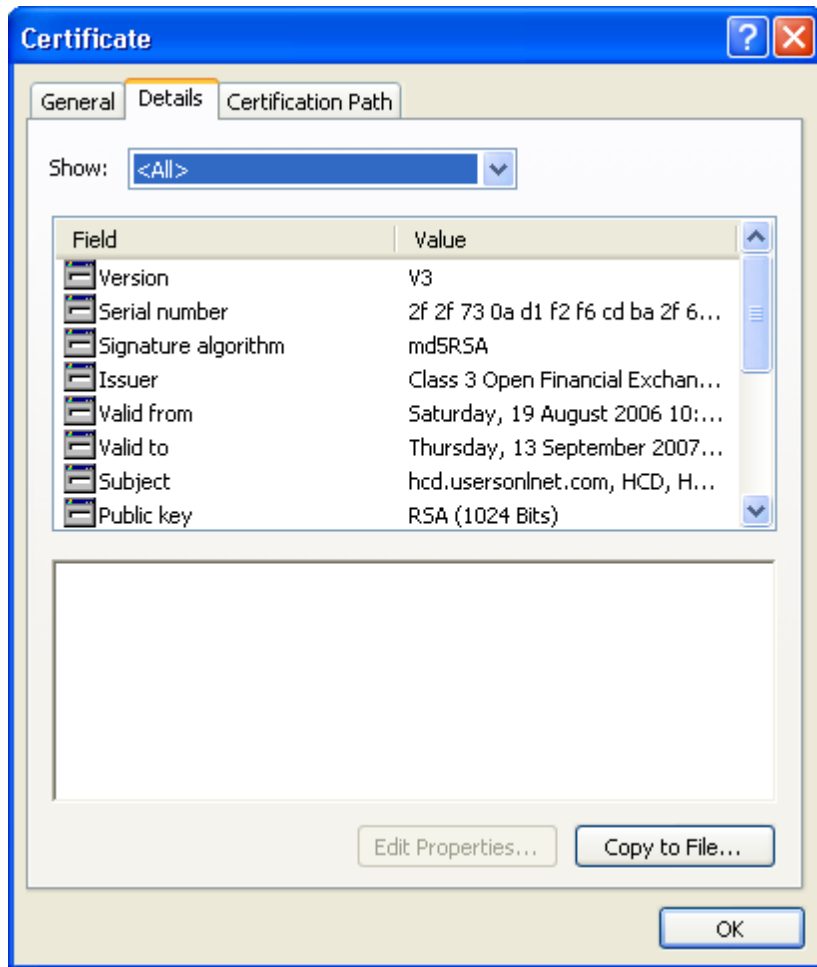 Certificate
General Details Certification Path
Show: <All>
Field Value
Version V3
Serial number 2f 2f 73 0a d1 f2 f6 cd ba 2f 6...
Signature algorithm md5RSA
Issuer Class 3 Open Financial Exchan...
Valid from Saturday, 19 August 2006 10:...
Valid to Thursday, 13 September 2007...
Subject hcd.usersonlnet.com, HCD, H...
Public key RSA (1024 Bits)
Edit Properties... Copy to File...
OK